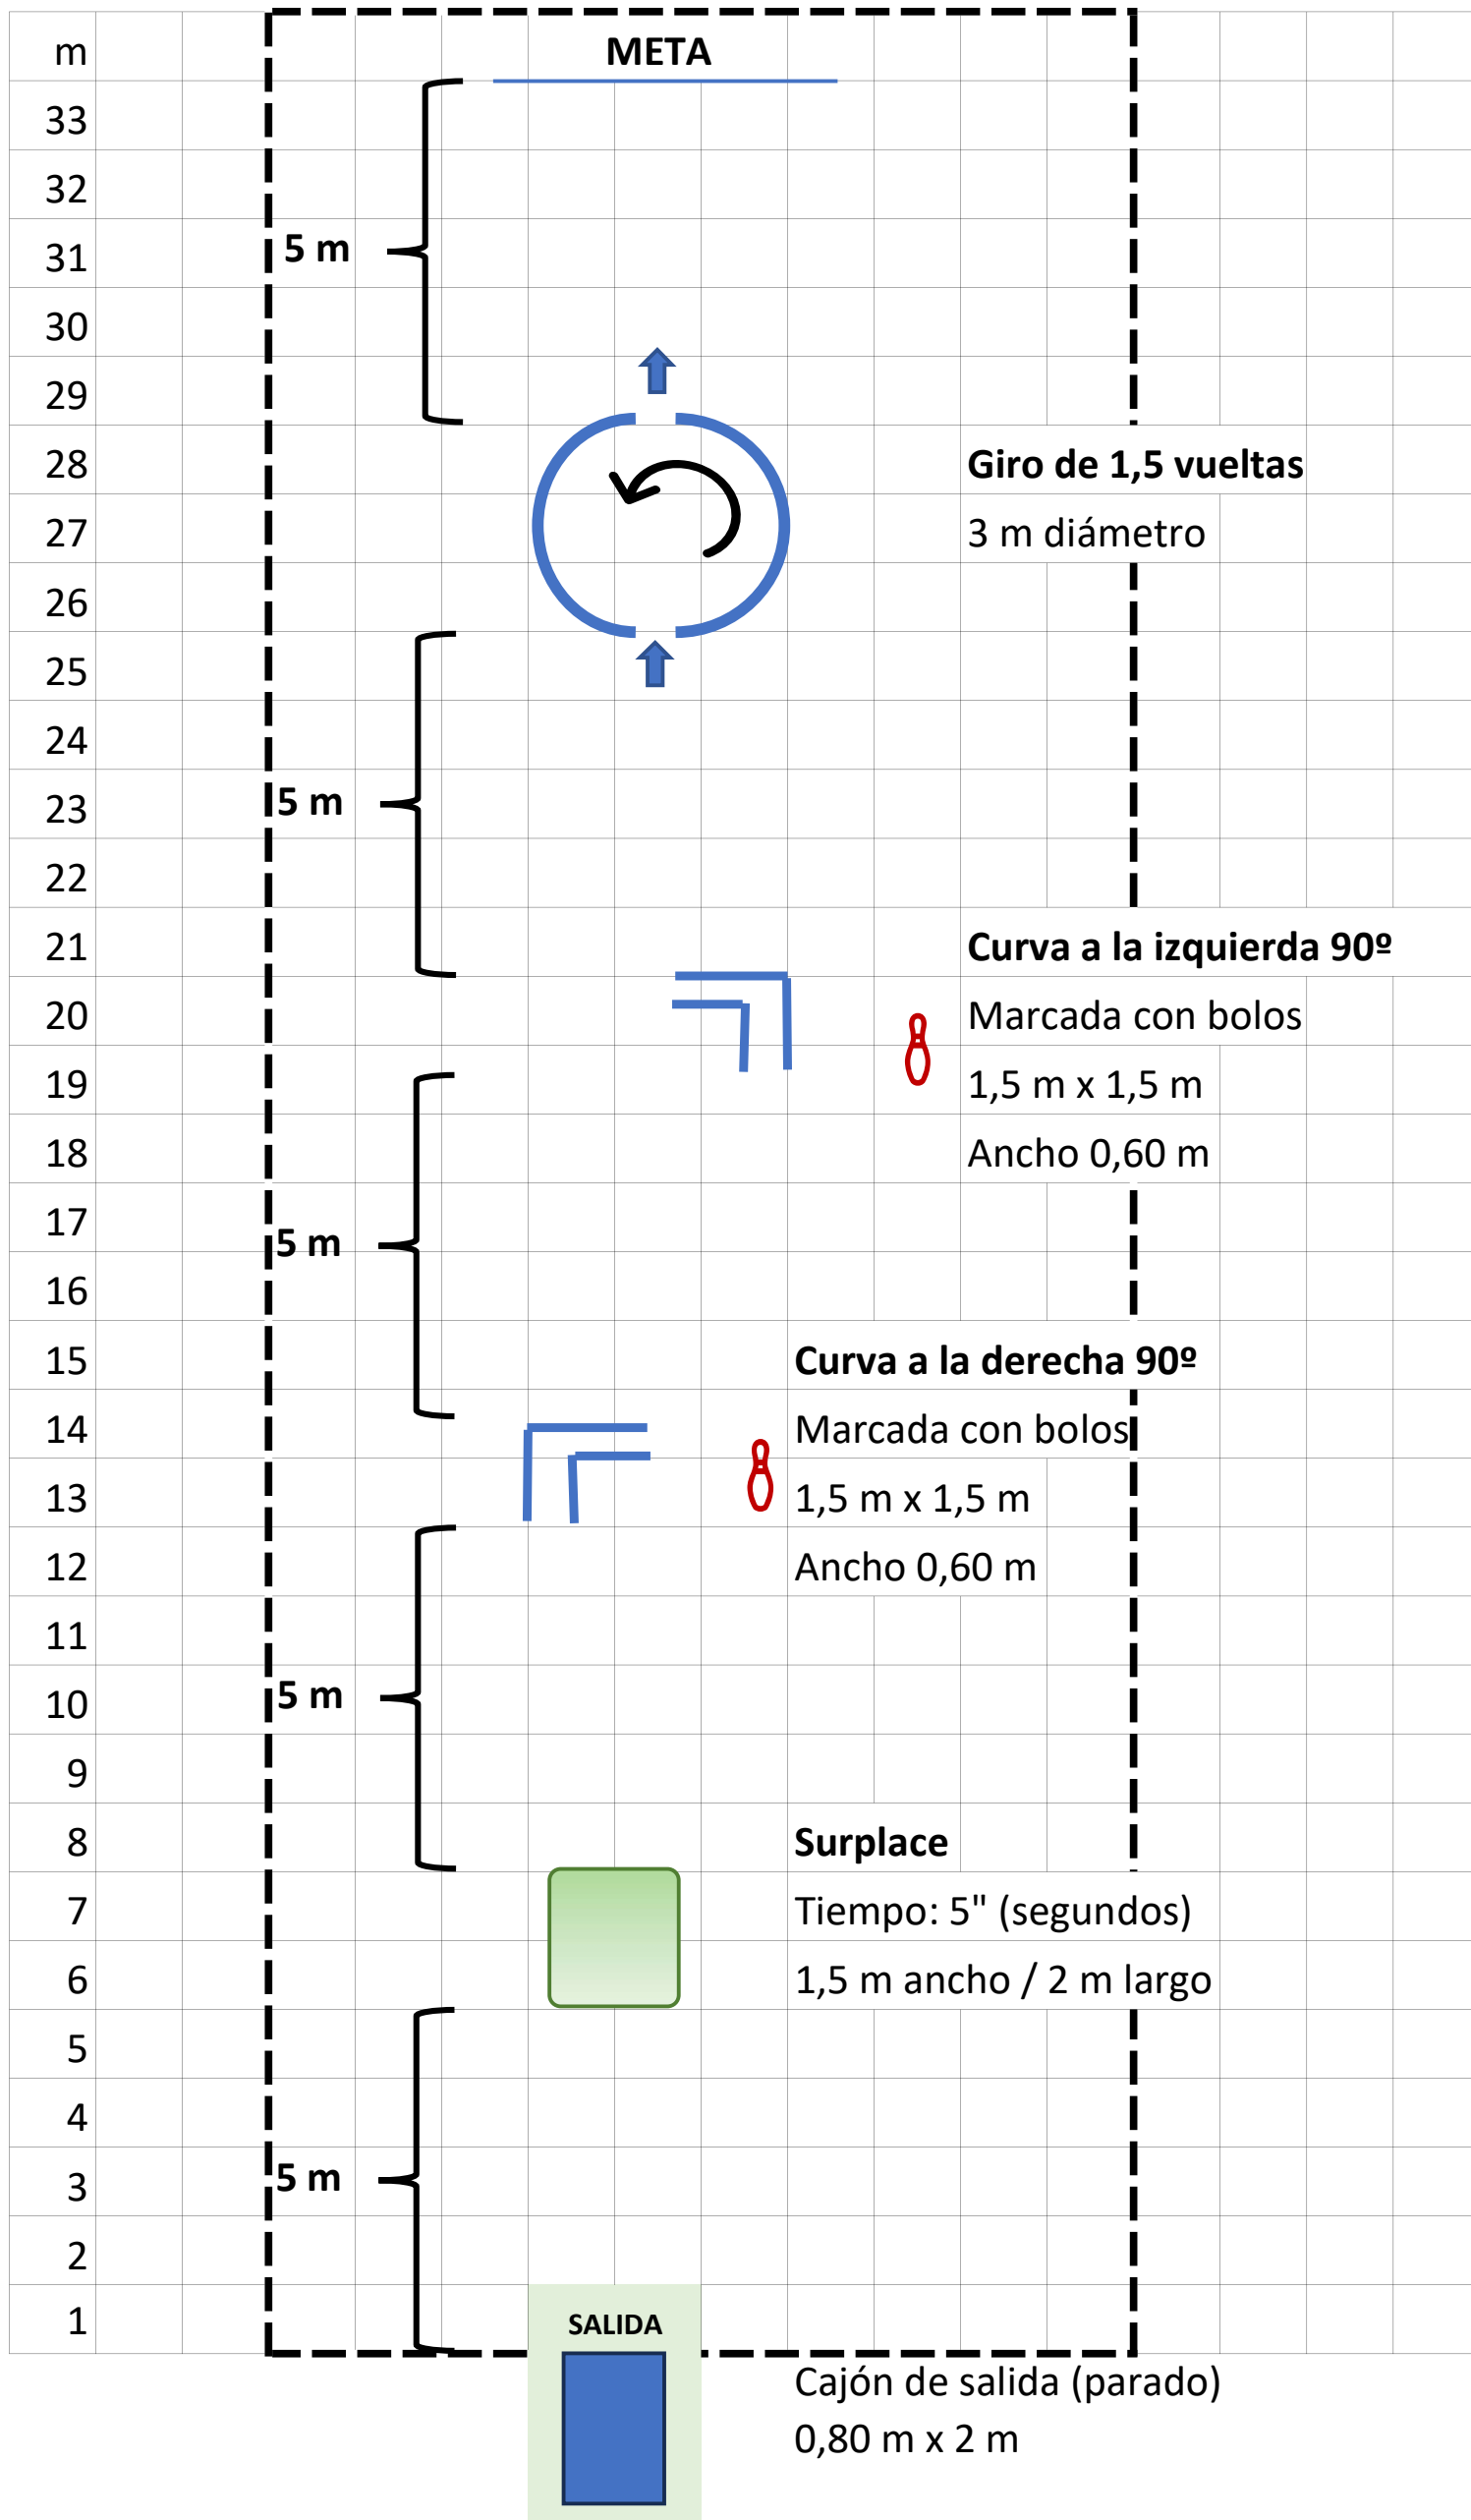 m
META
33
32
31
5 m
30
29
28
Giro de 1,5 vueltas
27
3 m diámetro
26
25
24
23
5 m
22
21
Curva a la izquierda 90º
20
Marcada con bolos
19
1,5 m x 1,5 m
18
Ancho 0,60 m
17
5 m
16
15
Curva a la derecha 90º
14
Marcada con bolos
13
1,5 m x 1,5 m
12
Ancho 0,60 m
11
10
5 m
9
8
Surplace
7
Tiempo: 5" (segundos)
6
1,5 m ancho / 2 m largo
5
4
3
5 m
2
1
SALIDA
Cajón de salida (parado)
0,80 m x 2 m